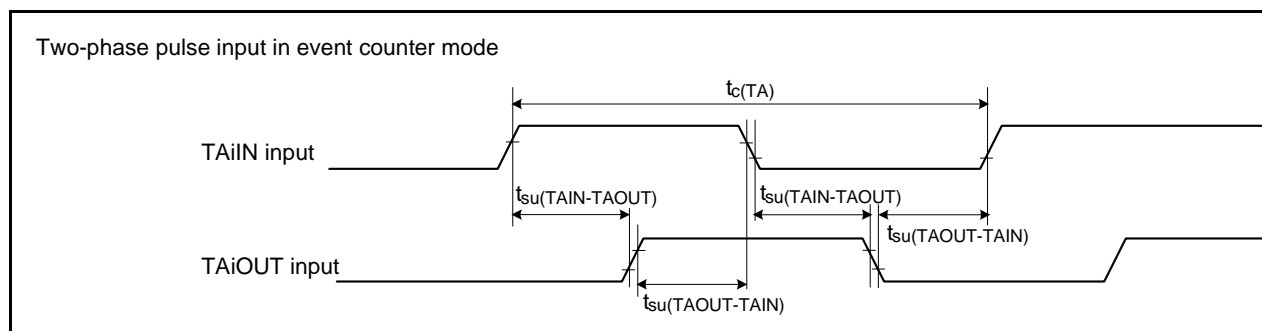 Two-phase pulse input in event counter mode
tc(TA)
TAiIN input
tsu(TAIN-TAOUT)
tsu(TAIN-TAOUT)
tsu(TAOUT-TAIN)
TAiOUT input
tsu(TAOUT-TAIN)